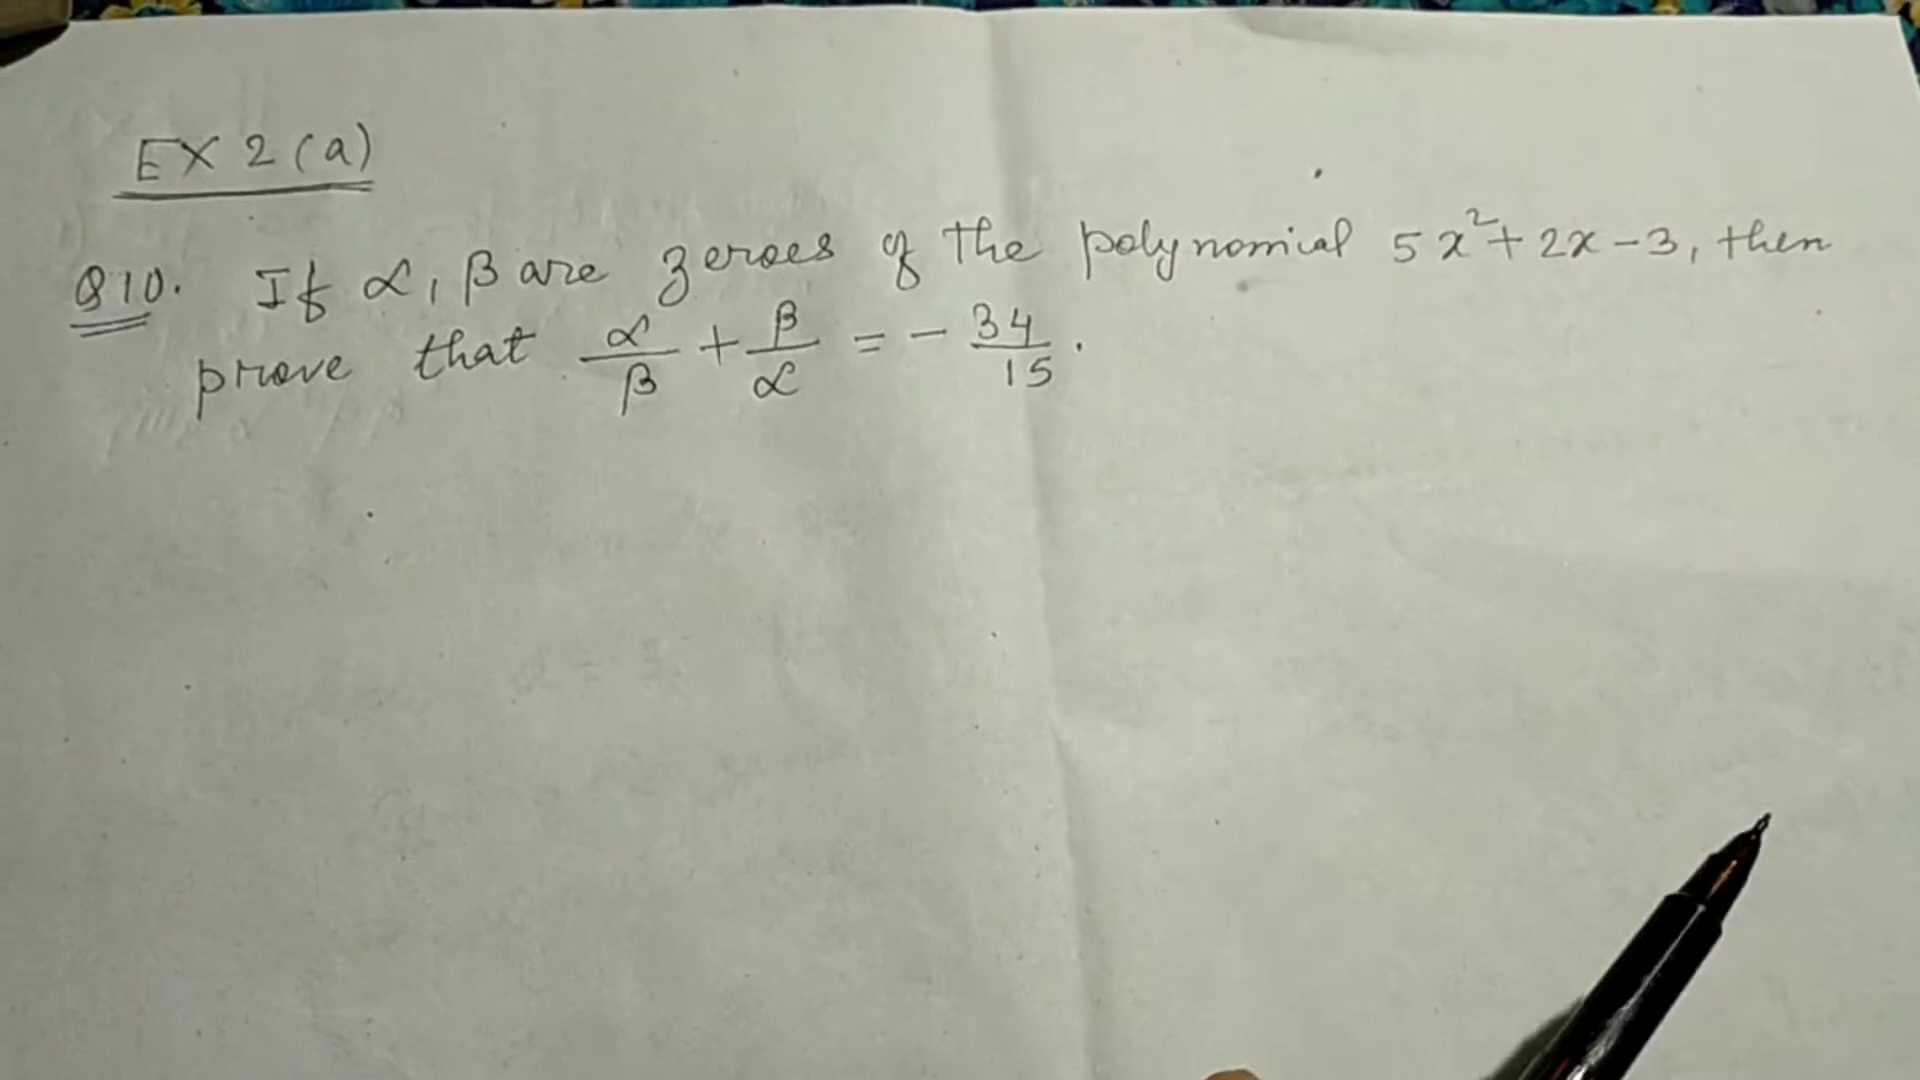 EX 2 (a)
Q10. If α, β are zeroes of the polynomial 5x² + 2x - 3, then
prove that α/β + β/α = - 34/15.